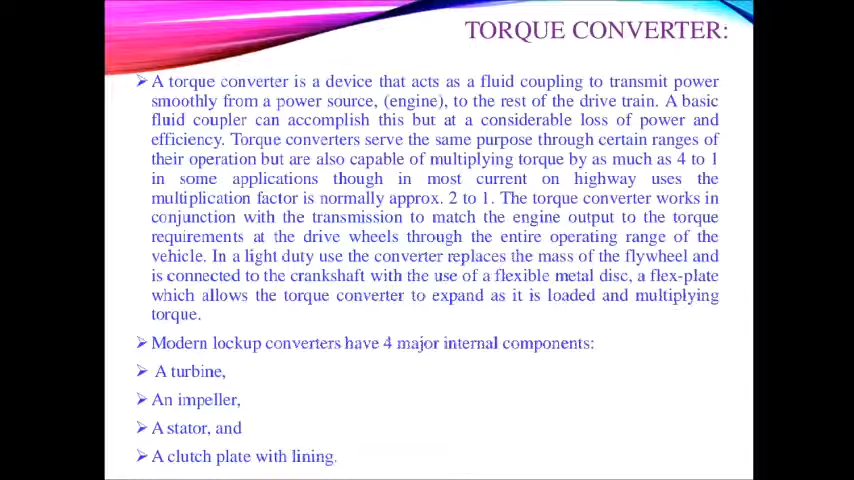 TORQUE CONVERTER:
➢ A torque converter is a device that acts as a fluid coupling to transmit power
smoothly from a power source, (engine), to the rest of the drive train. A basic
fluid coupler can accomplish this but at a considerable loss of power and
efficiency. Torque converters serve the same purpose through certain ranges of
their operation but are also capable of multiplying torque by as much as 4 to 1
in some applications though in most current on highway uses the
multiplication factor is normally approx. 2 to 1. The torque converter works in
conjunction with the transmission to match the engine output to the torque
requirements at the drive wheels through the entire operating range of the
vehicle. In a light duty use the converter replaces the mass of the flywheel and
is connected to the crankshaft with the use of a flexible metal disc, a flex-plate
which allows the torque converter to expand as it is loaded and multiplying
torque.
➢ Modern lockup converters have 4 major internal components:
➢ A turbine,
➢ An impeller,
➢ A stator, and
➢ A clutch plate with lining.